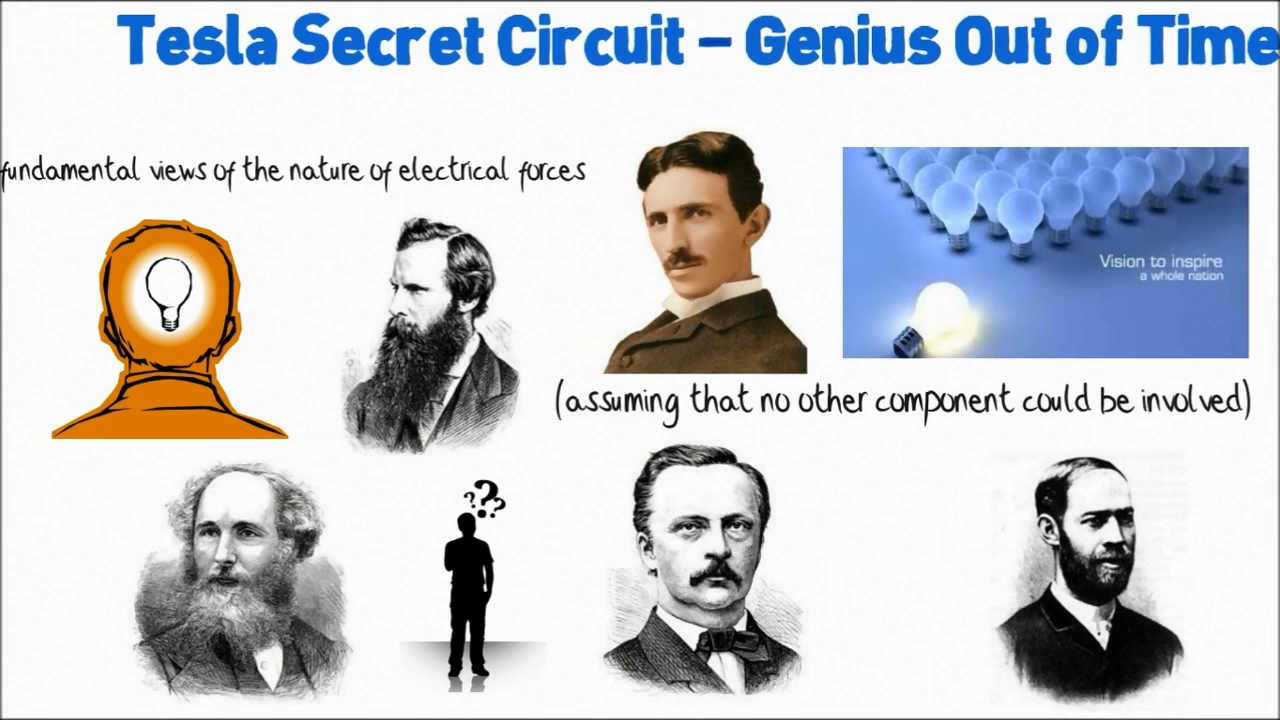 Tesla Secret Circuit – Genius Out of Time
fundamental views of the nature of electrical forces
Vision to inspire
a whole nation
(assuming that no other component could be involved)
???